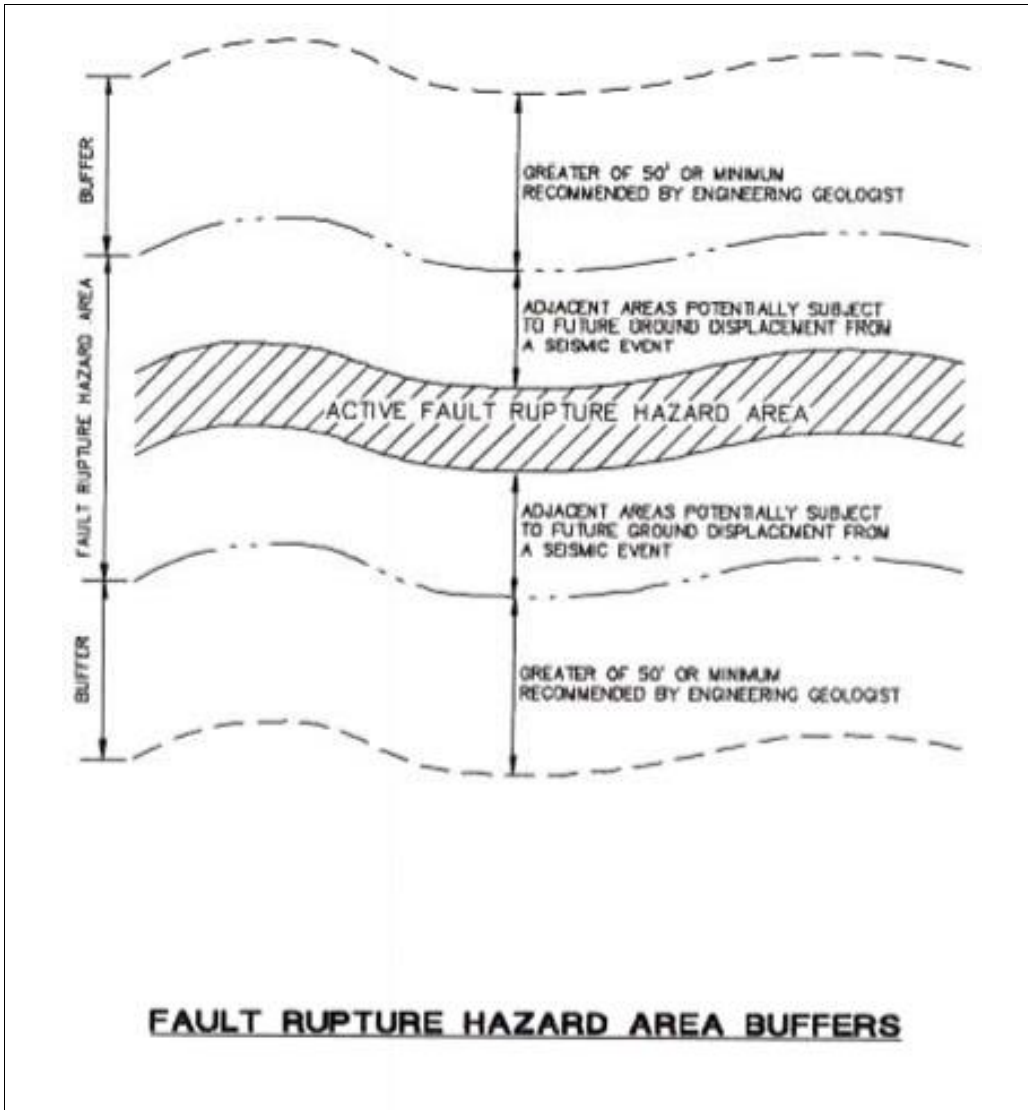 BUFFER
GREATER OF 50' OR MINIMUM
RECOMMENDED BY ENGINEERING GEOLOGIST
FAULT RUPTURE HAZARD AREA
ADJACENT AREAS POTENTIALLY SUBJECT
TO FUTURE GROUND DISPLACEMENT FROM
A SEISMIC EVENT
ACTIVE FAULT RUPTURE HAZARD AREA
ADJACENT AREAS POTENTIALLY SUBJECT
TO FUTURE GROUND DISPLACEMENT FROM
A SEISMIC EVENT
BUFFER
GREATER OF 50' OR MINIMUM
RECOMMENDED BY ENGINEERING GEOLOGIST
FAULT RUPTURE HAZARD AREA BUFFERS